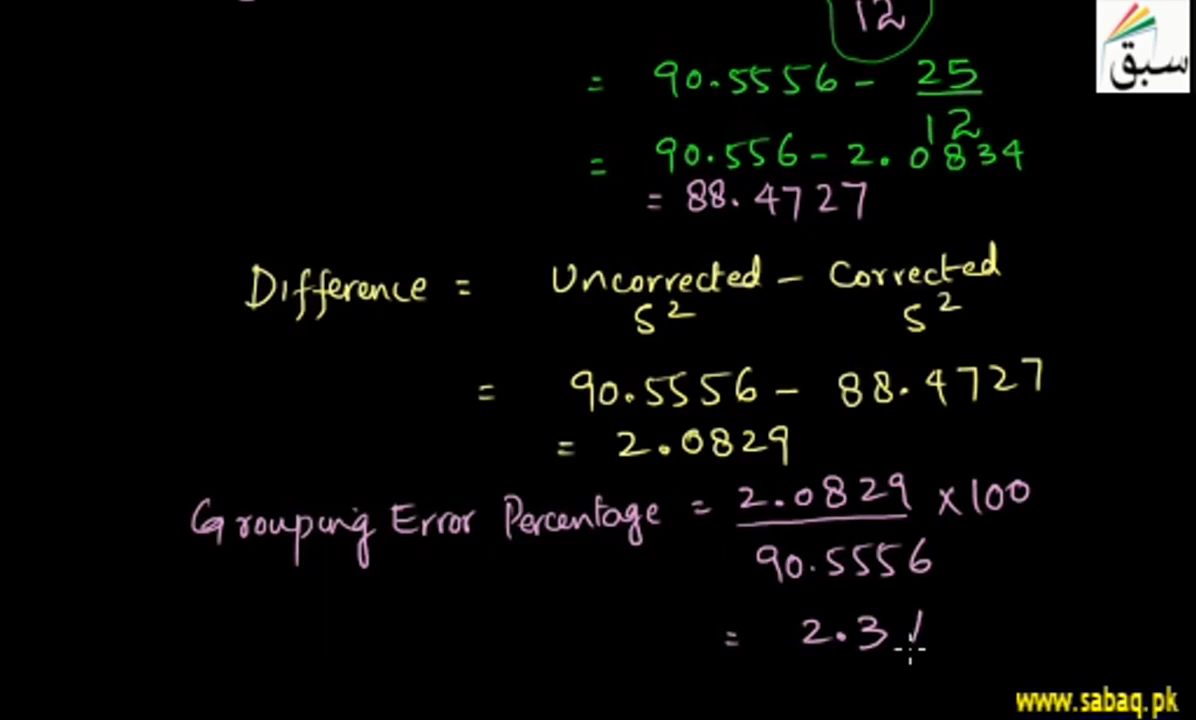 12
سبق
= 90.5556 - 25/12
= 90.556 - 2.0834
= 88.4727
Difference = Uncorrected S² - Corrected S²
= 90.5556 - 88.4727
= 2.0829
Grouping Error Percentage = 2.0829/90.5556 × 100
= 2.3
www.sabaq.pk